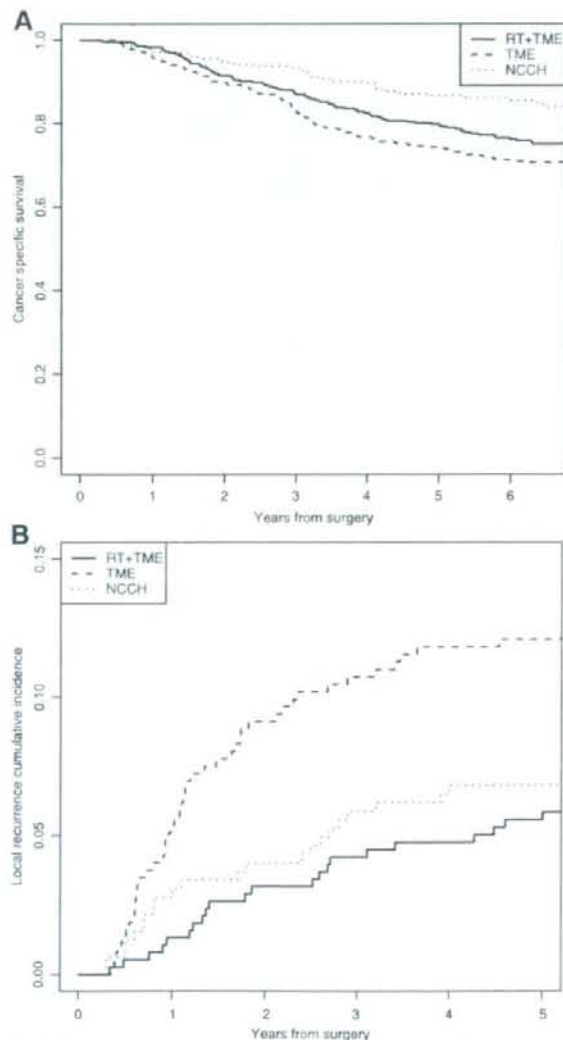 A
RT+TME
TME
NCCH
Cancer specific survival
1.0
0.8
0.6
0.4
0.2
0.0
0 1 2 3 4 5 6
Years from surgery
B
RT+TME
TME
NCCH
Local recurrence cumulative incidence
0.15
0.10
0.05
0.00
0 1 2 3 4 5
Years from surgery